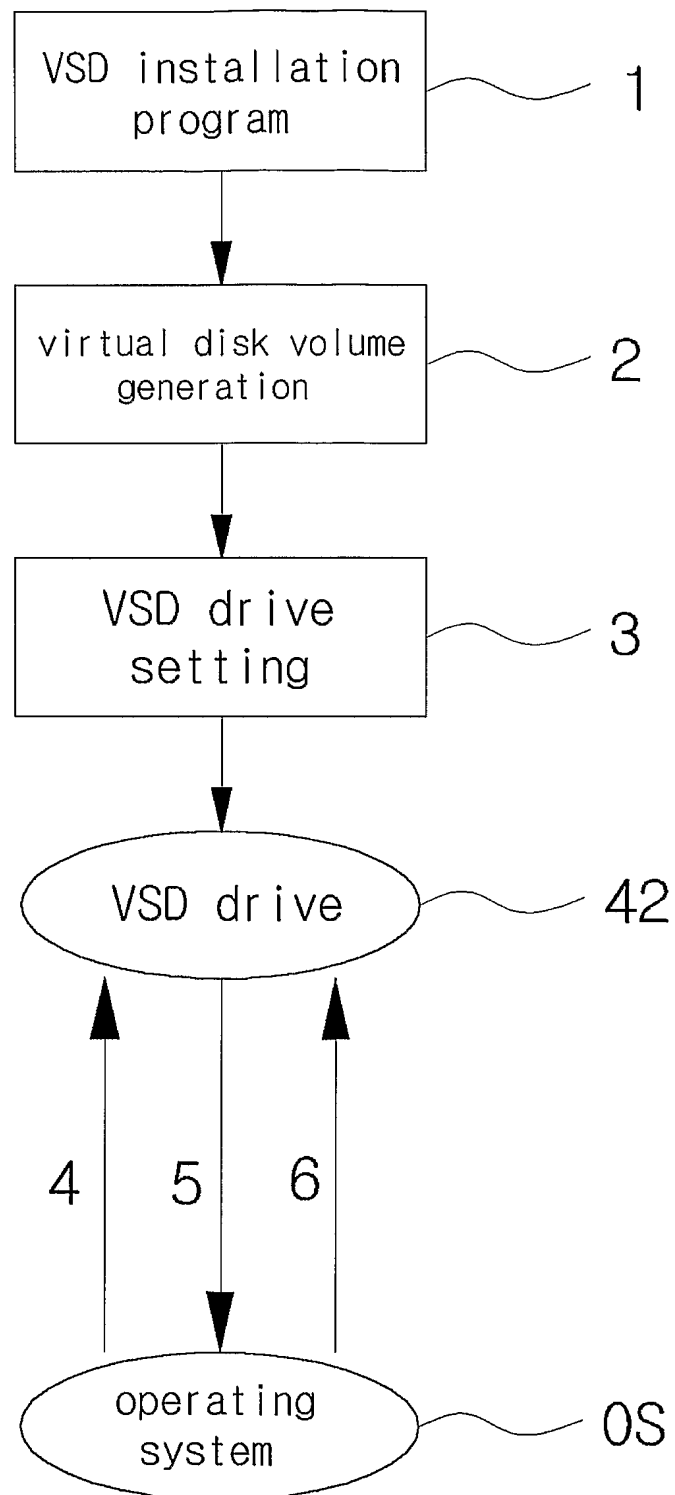 VSD installation
program
1
virtual disk volume
generation
2
VSD drive
setting
3
VSD drive
42
4
5
6
operating
system
OS